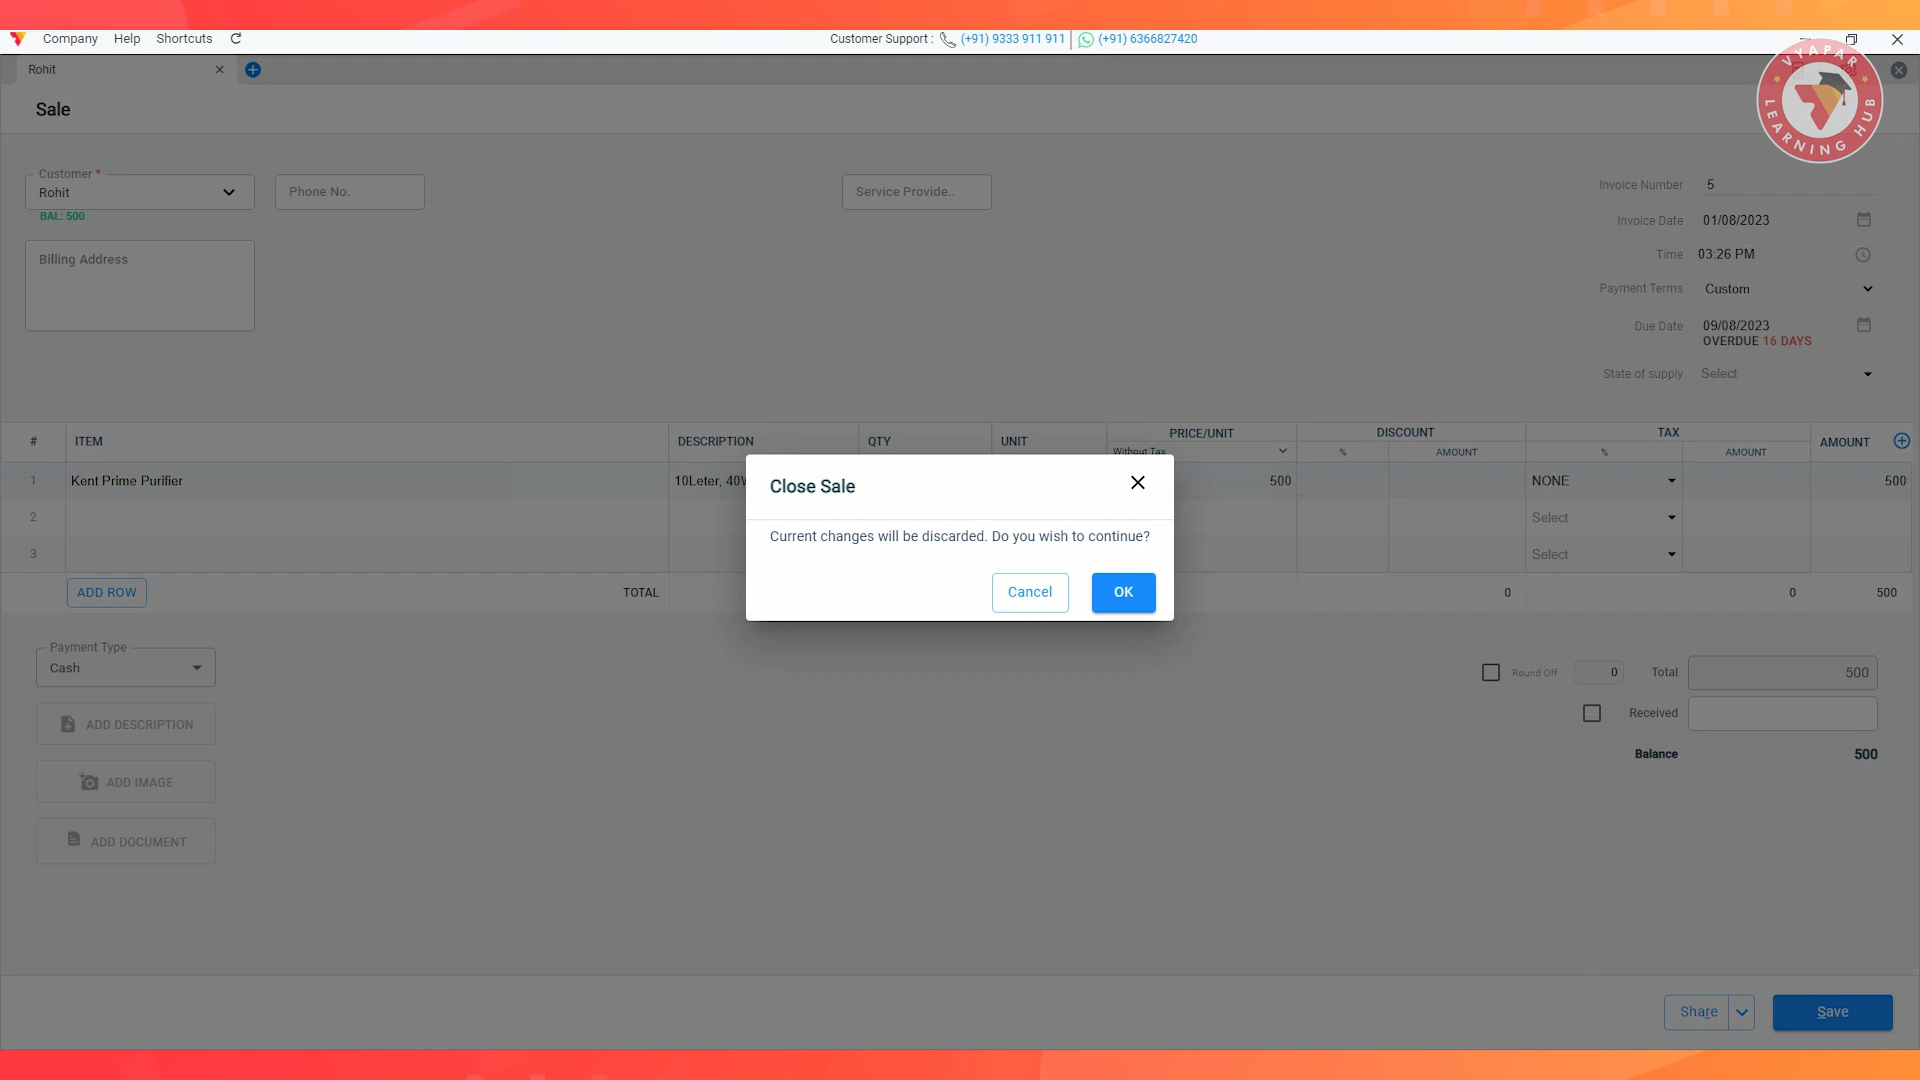 Company Help Shortcuts
Customer Support : (+91) 9333 911 911 (+91) 6366827420
VYAPAR
LEARNING HUB
Rohit
Sale
Customer *
Rohit
BAL: 500
Phone No.
Service Provide..
Billing Address
Invoice Number 5
Invoice Date 01/08/2023
Time 03:26 PM
Payment Terms Custom
Due Date 09/08/2023
OVERDUE 16 DAYS
State of supply Select
# ITEM DESCRIPTION QTY UNIT PRICE/UNIT DISCOUNT TAX AMOUNT
Without Tax % AMOUNT % AMOUNT
1 Kent Prime Purifier 10Leter, 40W 500 NONE 500
2 Select
3 Select
ADD ROW TOTAL 0 0 500
Close Sale
Current changes will be discarded. Do you wish to continue?
Cancel OK
Payment Type
Cash
ADD DESCRIPTION
ADD IMAGE
ADD DOCUMENT
Round Off 0 Total 500
Received
Balance 500
Share Save